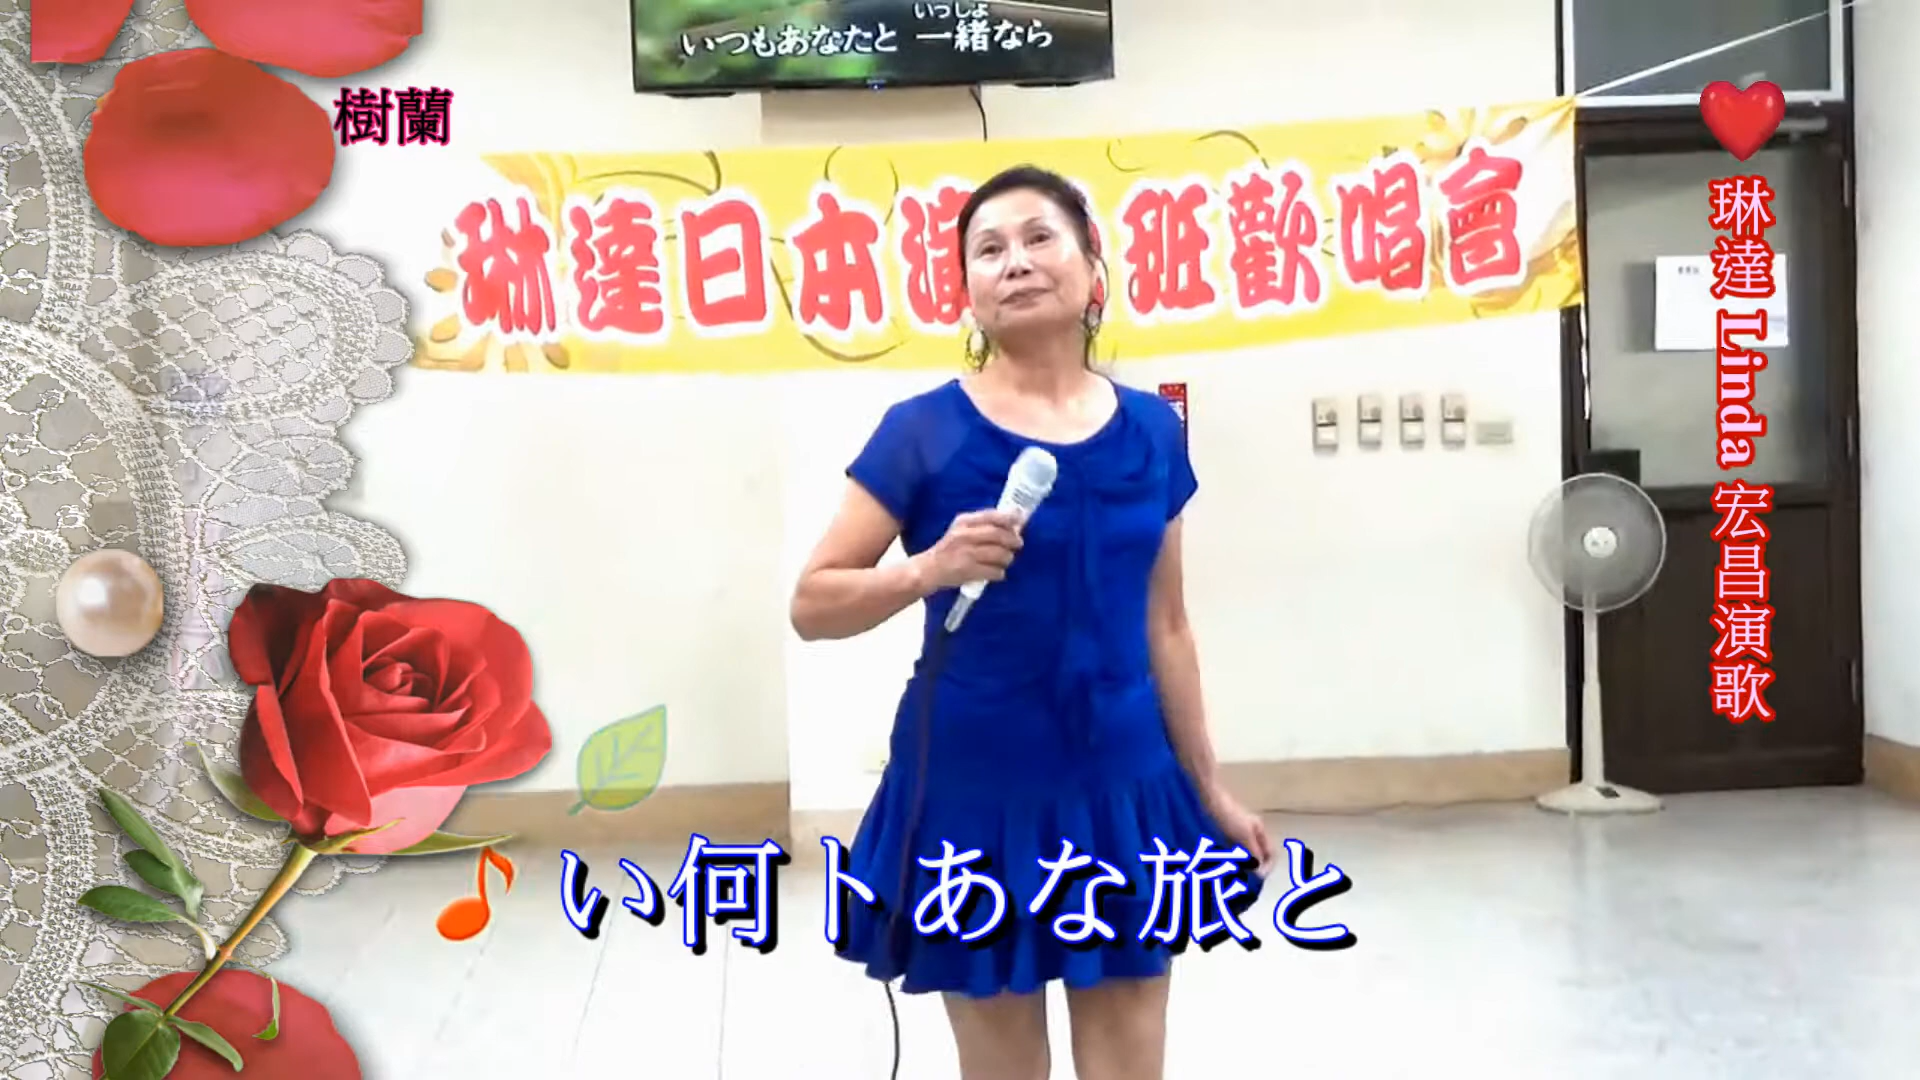 いっしょ
いつもあなたと 一緒なら
樹蘭
琳達日本演 班歡唱會
琳達 Linda 宏昌演歌
い何トあな旅と